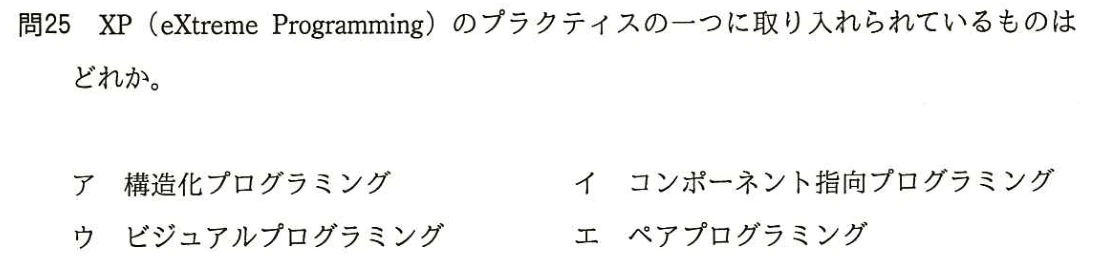 問25 XP（eXtreme Programming）のプラクティスの一つに取り入れられているものは
どれか。
ア 構造化プログラミング イ コンポーネント指向プログラミング
ウ ビジュアルプログラミング エ ペアプログラミング